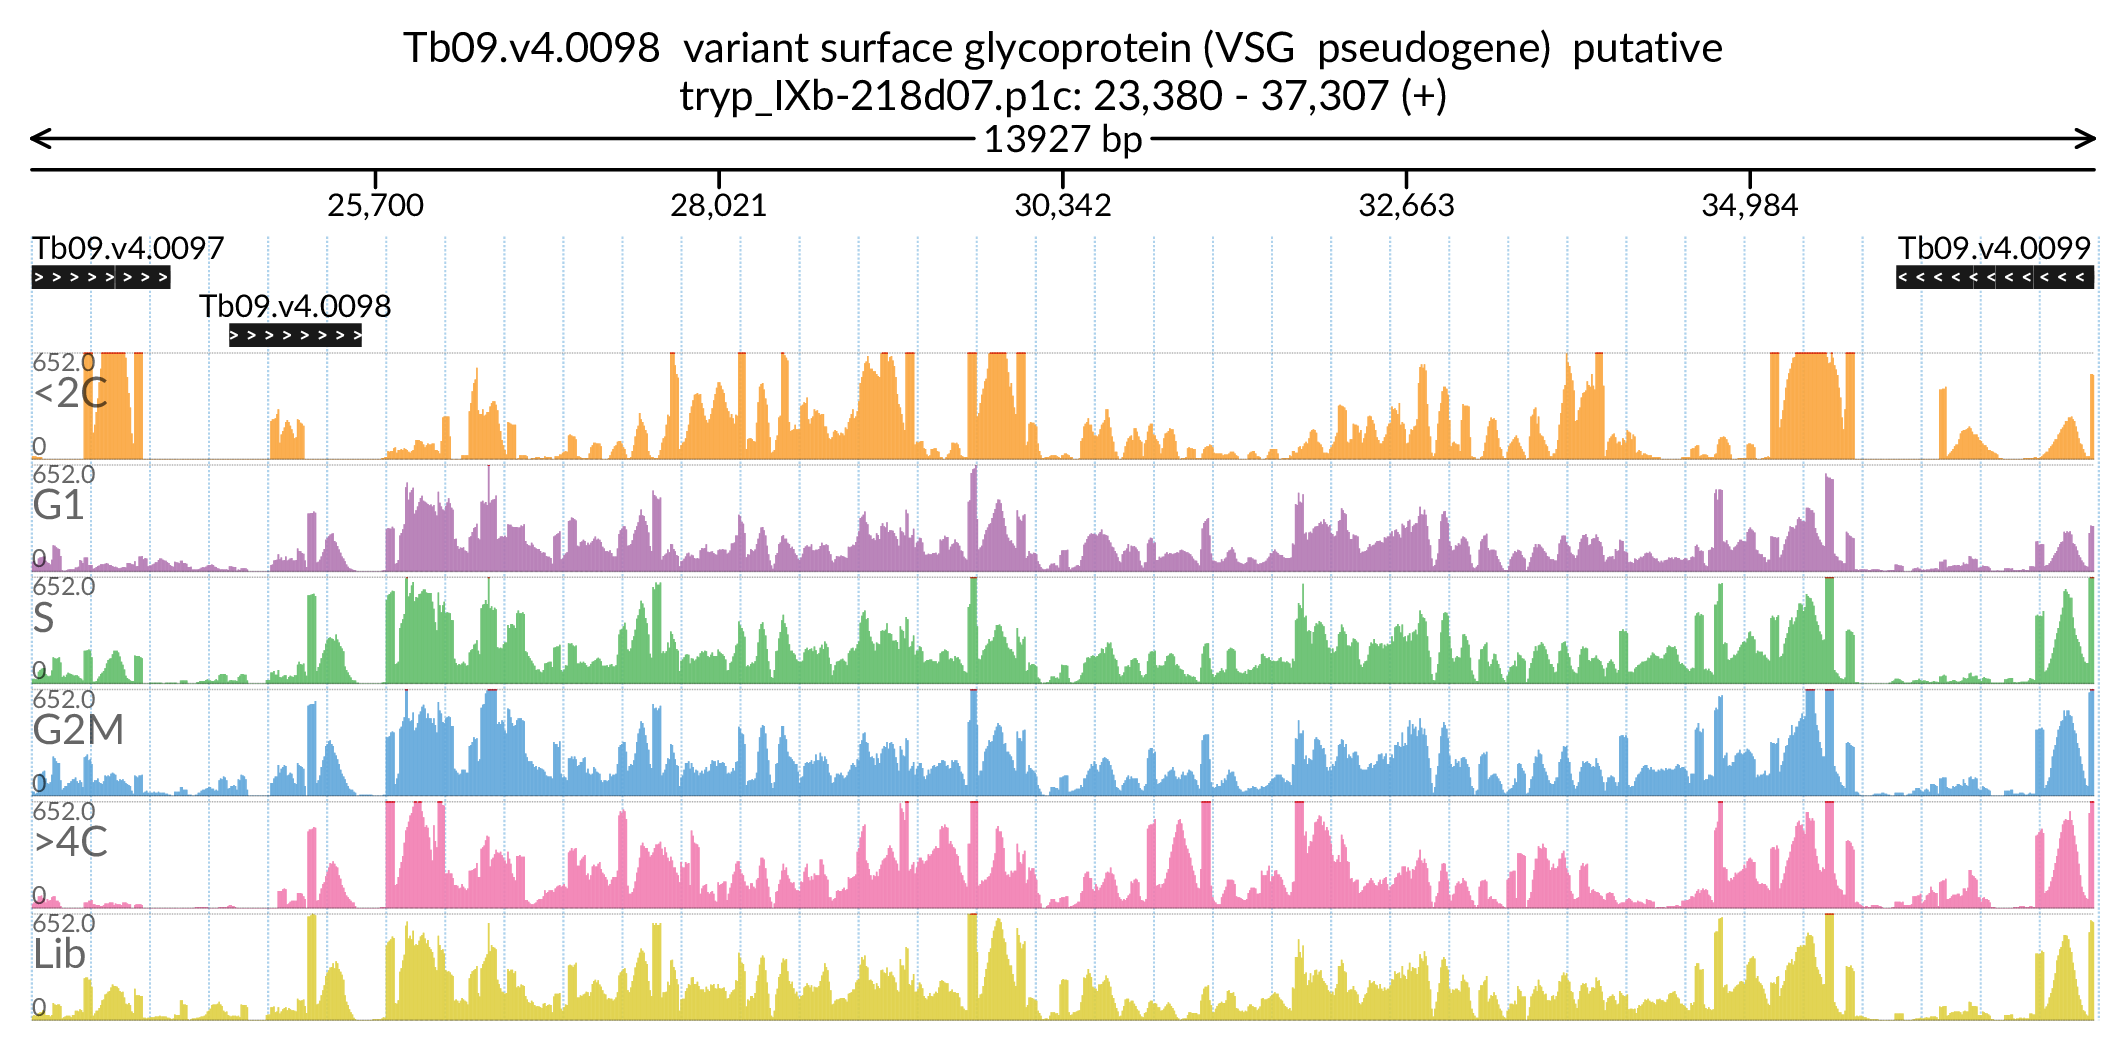 Tb09.v4.0098  variant surface glycoprotein (VSG  pseudogene)  putative
tryp_IXb-218d07.p1c: 23,380 - 37,307 (+)
13927 bp
25,700 28,021 30,342 32,663 34,984
Tb09.v4.0097 Tb09.v4.0099
Tb09.v4.0098
652.0
<2C
0
652.0
G1
0
652.0
S
0
652.0
G2M
0
652.0
>4C
0
652.0
Lib
0